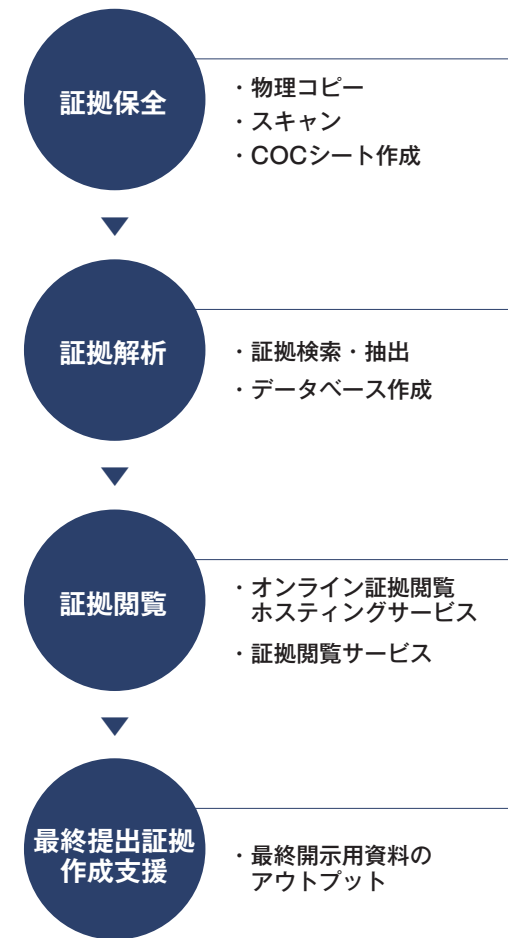 証拠保全
・物理コピー
・スキャン
・COCシート作成
証拠解析
・証拠検索・抽出
・データベース作成
証拠閲覧
・オンライン証拠閲覧
ホスティングサービス
・証拠閲覧サービス
最終提出証拠
作成支援
・最終開示用資料の
アウトプット